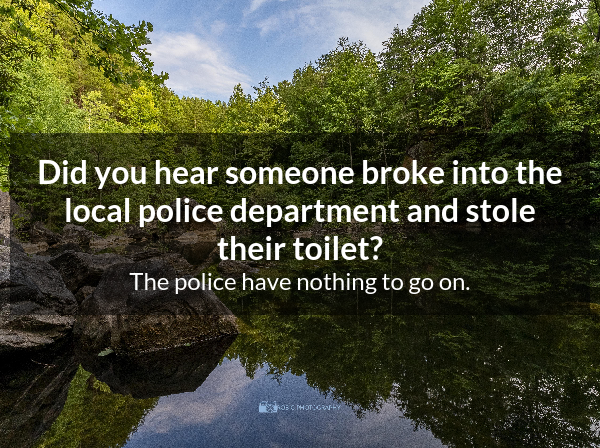 Did you hear someone broke into the
local police department and stole
their toilet?
The police have nothing to go on.
PHOTOGRAPHY